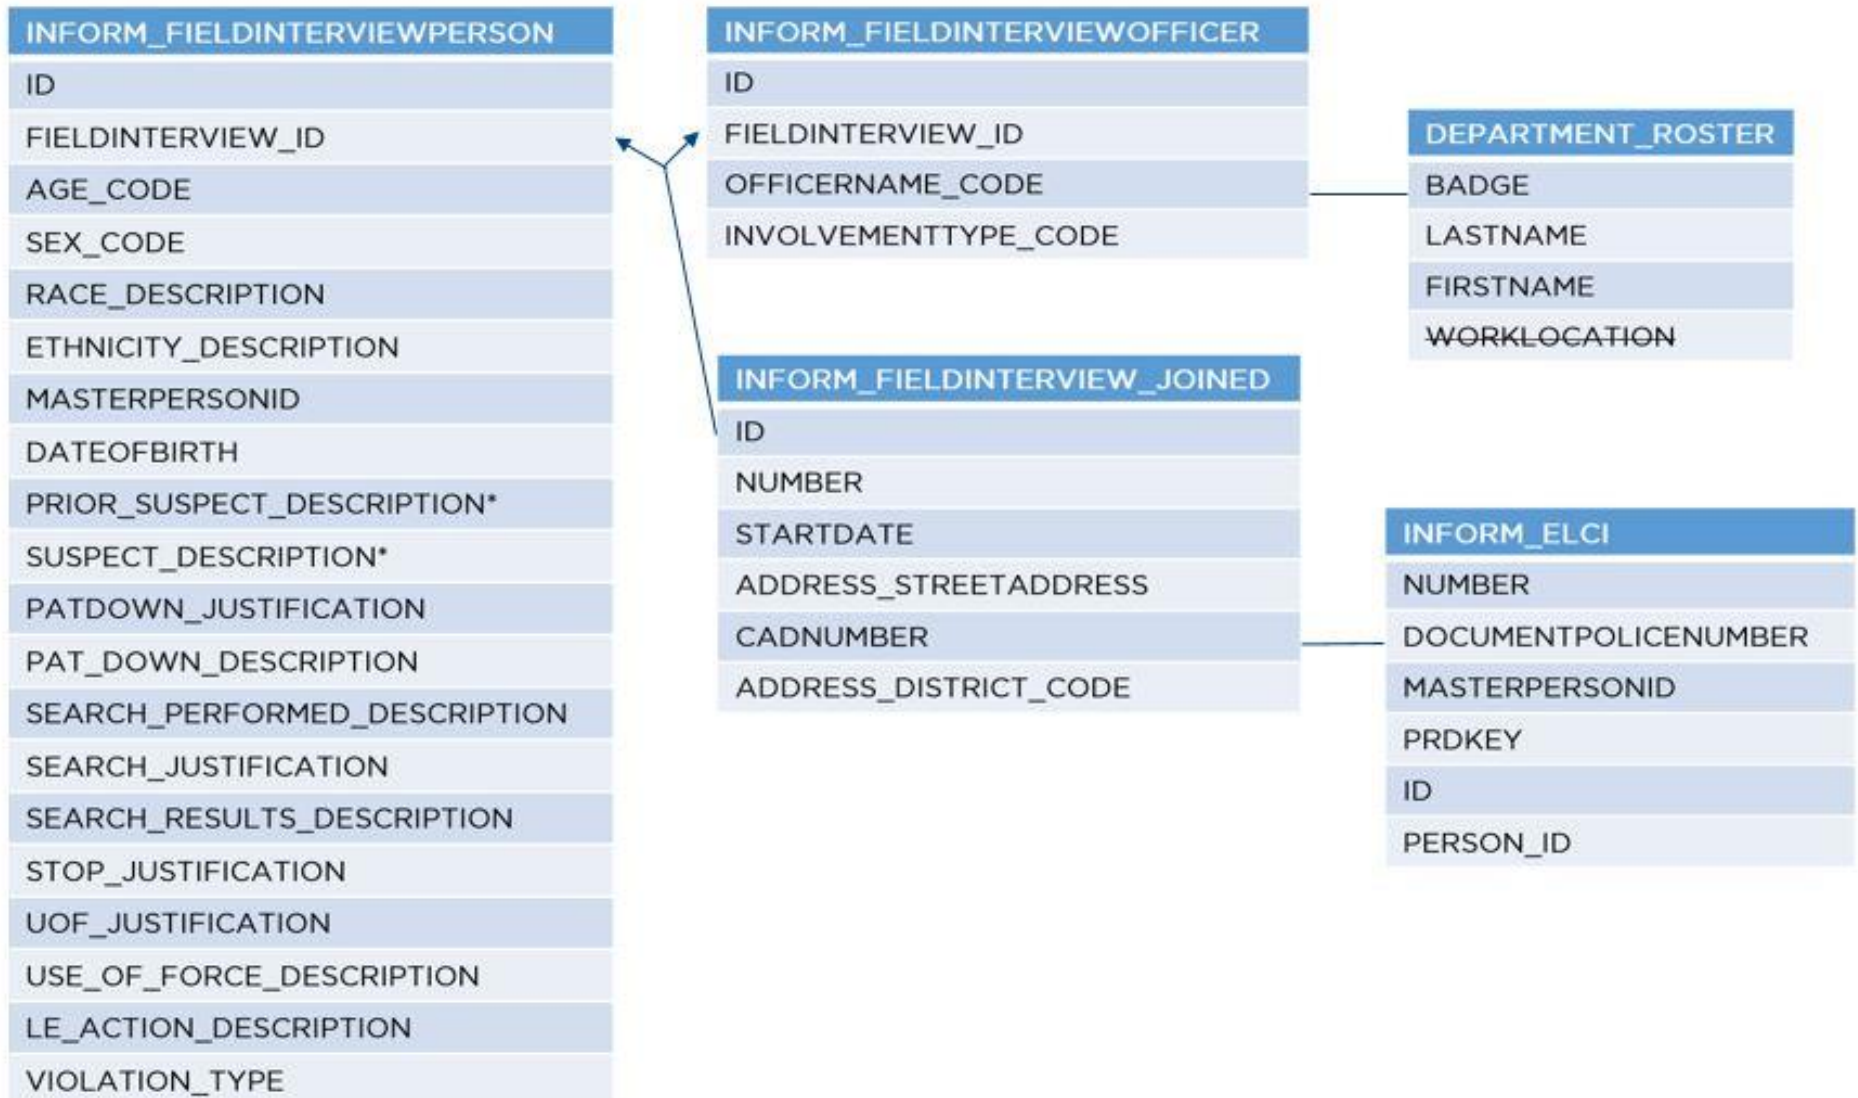 INFORM_FIELDINTERVIEWPERSON
ID
FIELDINTERVIEW_ID
AGE_CODE
SEX_CODE
RACE_DESCRIPTION
ETHNICITY_DESCRIPTION
MASTERPERSONID
DATEOFBIRTH
PRIOR_SUSPECT_DESCRIPTION*
SUSPECT_DESCRIPTION*
PATDOWN_JUSTIFICATION
PAT_DOWN_DESCRIPTION
SEARCH_PERFORMED_DESCRIPTION
SEARCH_JUSTIFICATION
SEARCH_RESULTS_DESCRIPTION
STOP_JUSTIFICATION
UOF_JUSTIFICATION
USE_OF_FORCE_DESCRIPTION
LE_ACTION_DESCRIPTION
VIOLATION_TYPE
INFORM_FIELDINTERVIEWOFFICER
ID
FIELDINTERVIEW_ID
OFFICERNAME_CODE
INVOLVEMENTTYPE_CODE
INFORM_FIELDINTERVIEW_JOINED
ID
NUMBER
STARTDATE
ADDRESS_STREETADDRESS
CADNUMBER
ADDRESS_DISTRICT_CODE
DEPARTMENT_ROSTER
BADGE
LASTNAME
FIRSTNAME
WORKLOCATION
INFORM_ELCI
NUMBER
DOCUMENTPOLICENUMBER
MASTERPERSONID
PRDKEY
ID
PERSON_ID